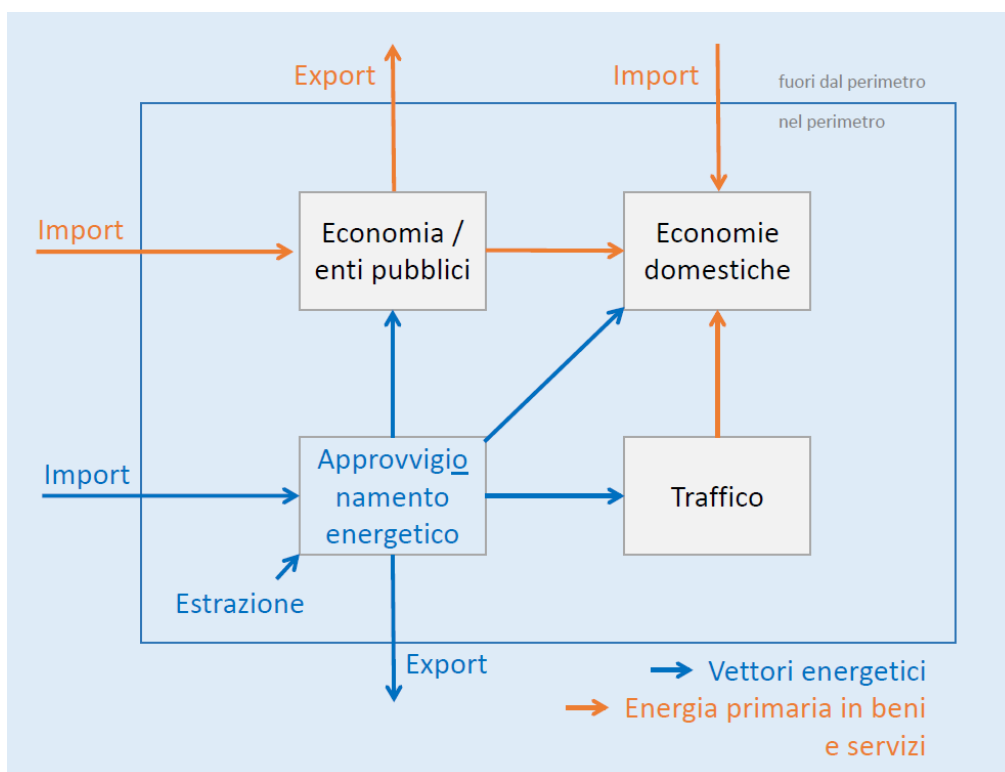 Export
Import
fuori dal perimetro
nel perimetro
Import
Economia /
enti pubblici
Economie
domestiche
Import
Approvvigio
namento
energetico
Traffico
Estrazione
Export
Vettori energetici
Energia primaria in beni
e servizi